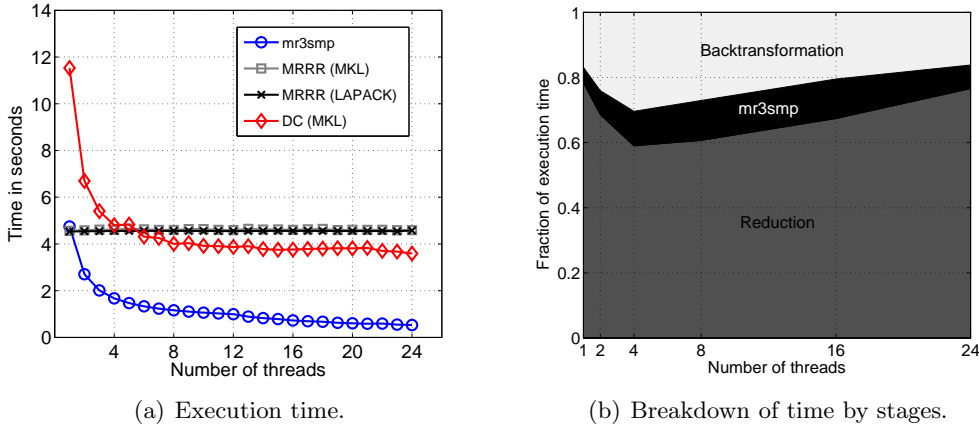 14
12
10
8
6
4
2
0
Time in seconds
mr3smp
MRRR (MKL)
MRRR (LAPACK)
DC (MKL)
4 8 12 16 20 24
Number of threads
(a) Execution time.
1
0.8
0.6
0.4
0.2
0
Fraction of execution time
Backtransformation
mr3smp
Reduction
1 2 4 8 16 24
Number of threads
(b) Breakdown of time by stages.